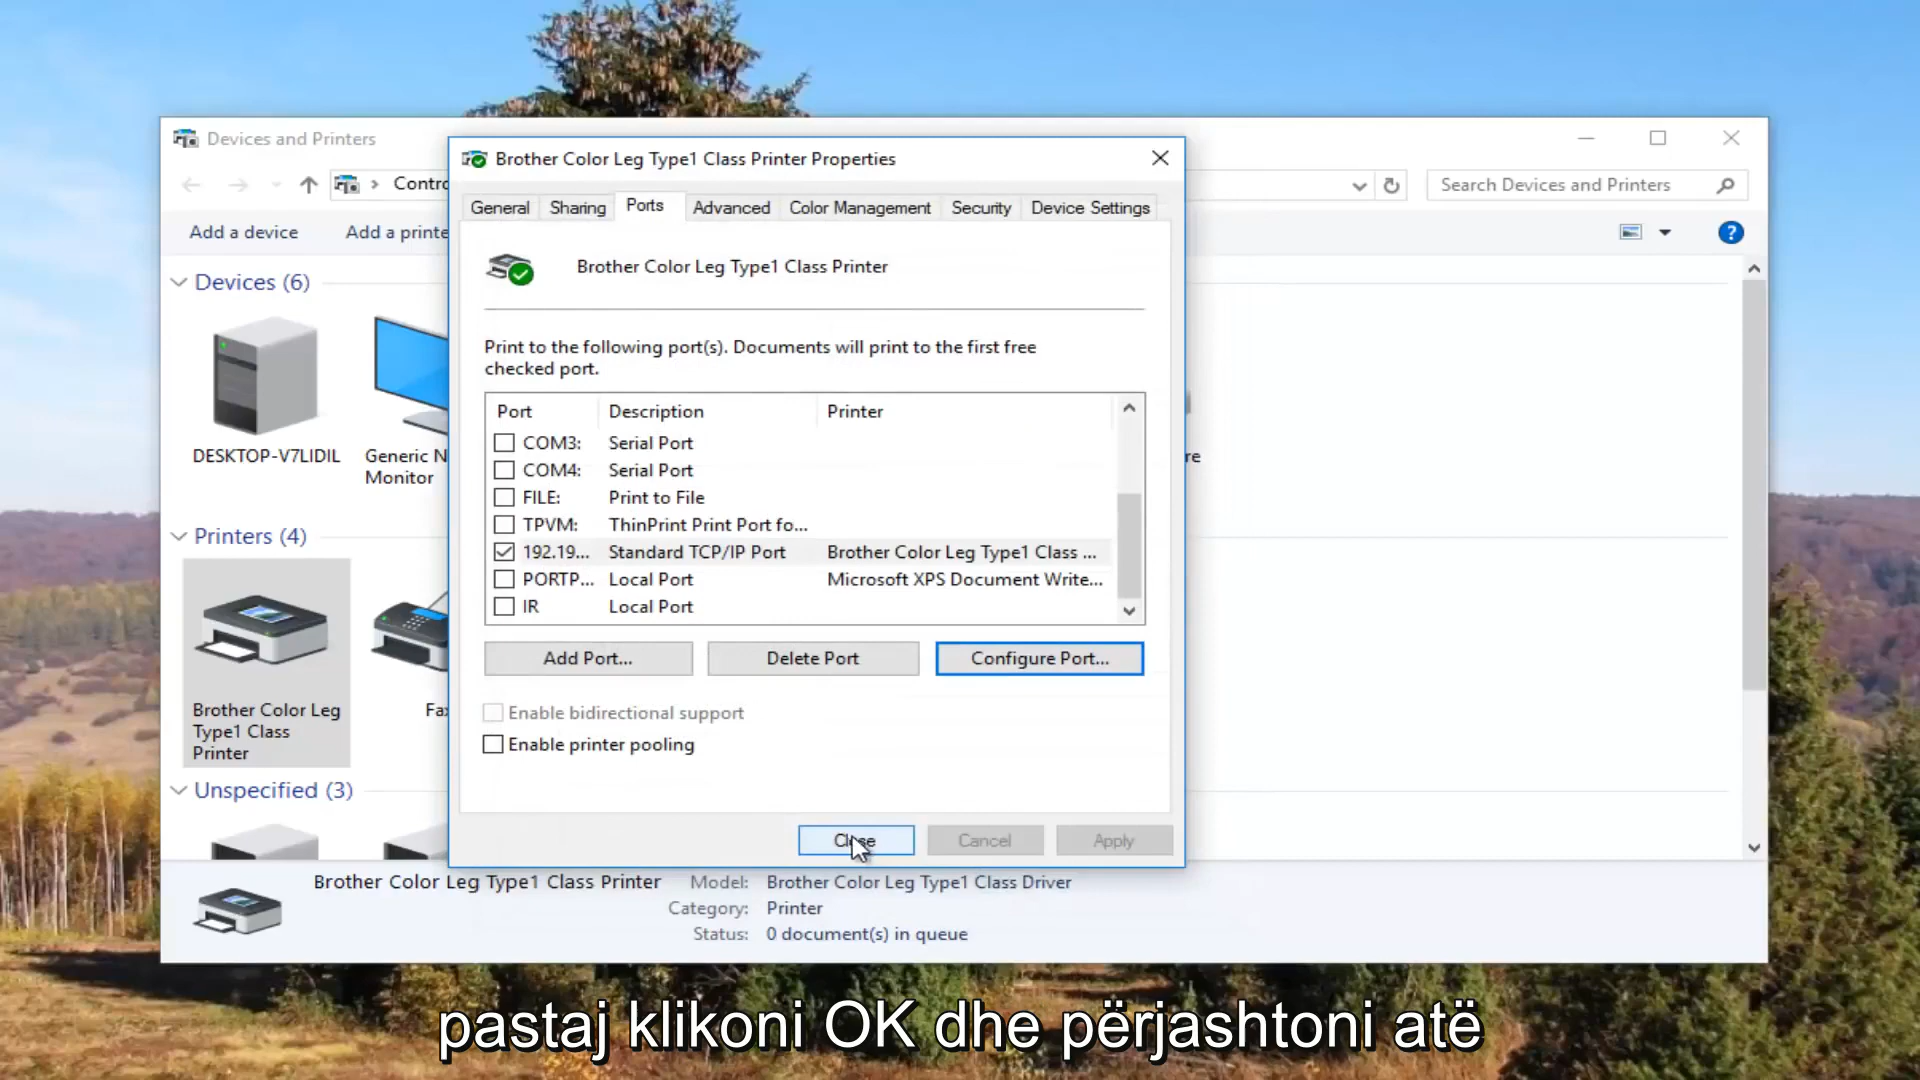 Devices and Printers
Brother Color Leg Type1 Class Printer Properties
Search Devices and Printers
General
Sharing
Ports
Advanced
Color Management
Security
Device Settings
Add a device
Brother Color Leg Type1 Class Printer
Devices (6)
Print to the following port(s). Documents will print to the first free
checked port.
Port Description Printer
COM3: Serial Port
COM4: Serial Port
FILE: Print to File
TPVM: ThinPrint Print Port fo...
192.19... Standard TCP/IP Port Brother Color Leg Type1 Class ...
PORTP... Local Port Microsoft XPS Document Write...
IR Local Port
DESKTOP-V7LIDIL
Generic N
Monitor
re
Printers (4)
Add Port...
Delete Port
Configure Port...
Enable bidirectional support
Enable printer pooling
Brother Color Leg
Type1 Class
Printer
Unspecified (3)
Close
Cancel
Apply
Brother Color Leg Type1 Class Printer
Model: Brother Color Leg Type1 Class Driver
Category: Printer
Status: 0 document(s) in queue
pastaj klikoni OK dhe përjashtoni atë